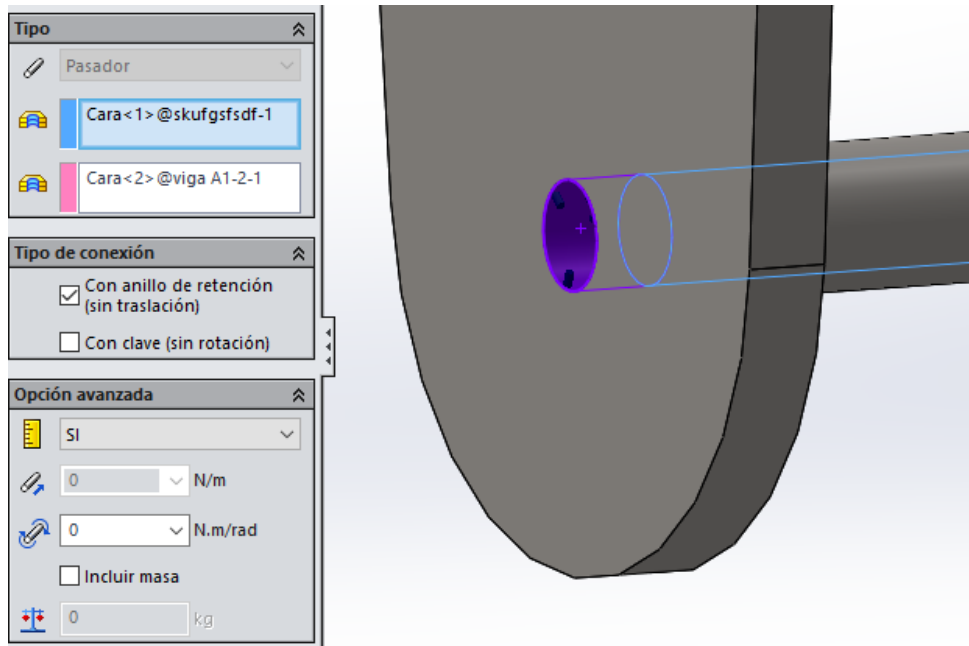 Tipo
Pasador
Cara<1>@skufgsfsdf-1
Cara<2>@viga A1-2-1
Tipo de conexión
Con anillo de retención
(sin traslación)
Con clave (sin rotación)
Opción avanzada
SI
0 N/m
0 N.m/rad
Incluir masa
0 kg